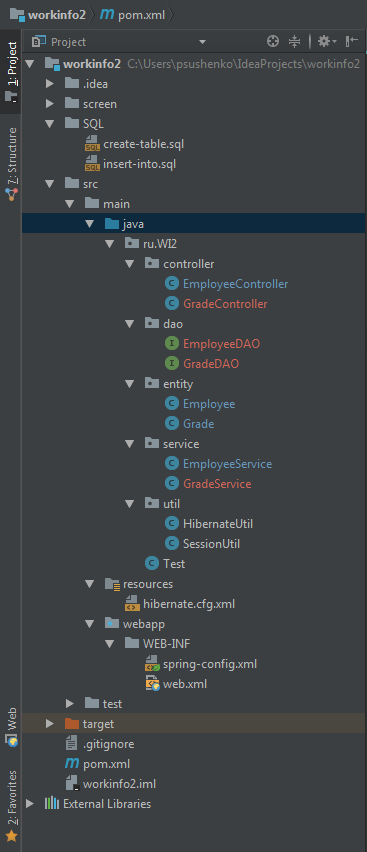 workinfo2 pom.xml
Project
workinfo2 C:\Users\psushenko\IdeaProjects\workinfo2
.idea
screen
SQL
create-table.sql
insert-into.sql
src
main
java
ru.WI2
controller
EmployeeController
GradeController
dao
EmployeeDAO
GradeDAO
entity
Employee
Grade
service
EmployeeService
GradeService
util
HibernateUtil
SessionUtil
Test
resources
hibernate.cfg.xml
webapp
WEB-INF
spring-config.xml
web.xml
test
target
.gitignore
pom.xml
workinfo2.iml
External Libraries
1: Project
7: Structure
Web
2: Favorites